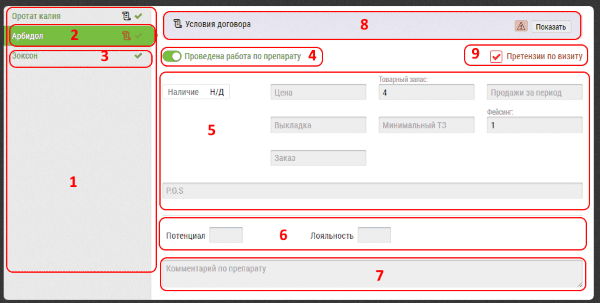 Оротат калия
Арбидол 2
3
Зоксон
1
Условия договора 8 Показать
Проведена работа по препарату 4
9 Претензии по визиту
Наличие Н/Д
Цена
Товарный запас:
4
Продажи за период
5
Выкладка
Минимальный ТЗ
Фейсинг:
1
Заказ
P.O.S
Потенциал 6 Лояльность
Комментарий по препарату
7